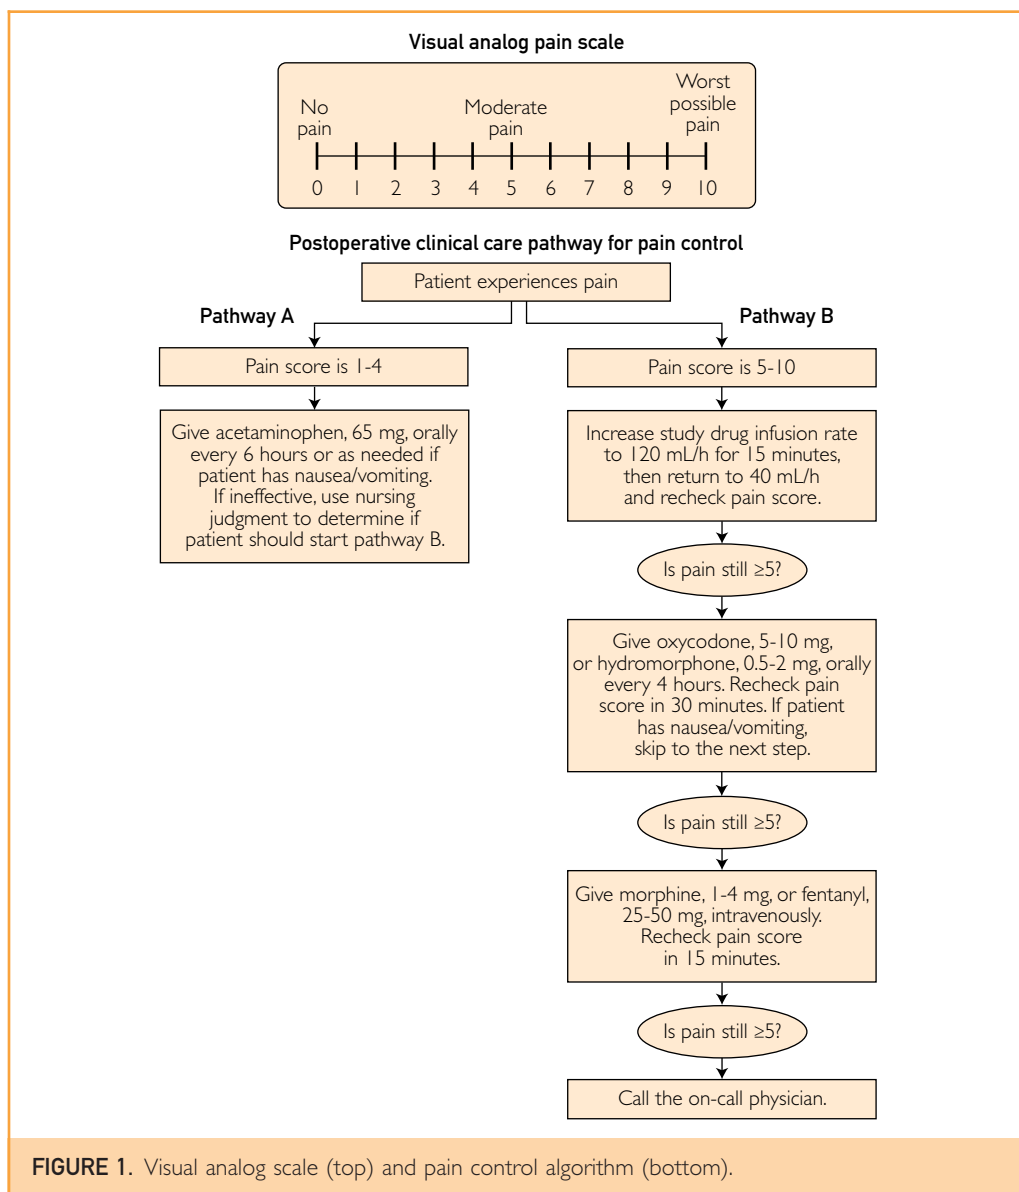 Visual analog pain scale
No
pain
Moderate
pain
Worst
possible
pain
0 1 2 3 4 5 6 7 8 9 10
Postoperative clinical care pathway for pain control
Patient experiences pain
Pathway A
Pain score is 1-4
Give acetaminophen, 65 mg, orally
every 6 hours or as needed if
patient has nausea/vomiting.
If ineffective, use nursing
judgment to determine if
patient should start pathway B.
Pathway B
Pain score is 5-10
Increase study drug infusion rate
to 120 mL/h for 15 minutes,
then return to 40 mL/h
and recheck pain score.
Is pain still ≥5?
Give oxycodone, 5-10 mg,
or hydromorphone, 0.5-2 mg, orally
every 4 hours. Recheck pain
score in 30 minutes. If patient
has nausea/vomiting,
skip to the next step.
Is pain still ≥5?
Give morphine, 1-4 mg, or fentanyl,
25-50 mg, intravenously.
Recheck pain score
in 15 minutes.
Is pain still ≥5?
Call the on-call physician.
FIGURE 1. Visual analog scale (top) and pain control algorithm (bottom).